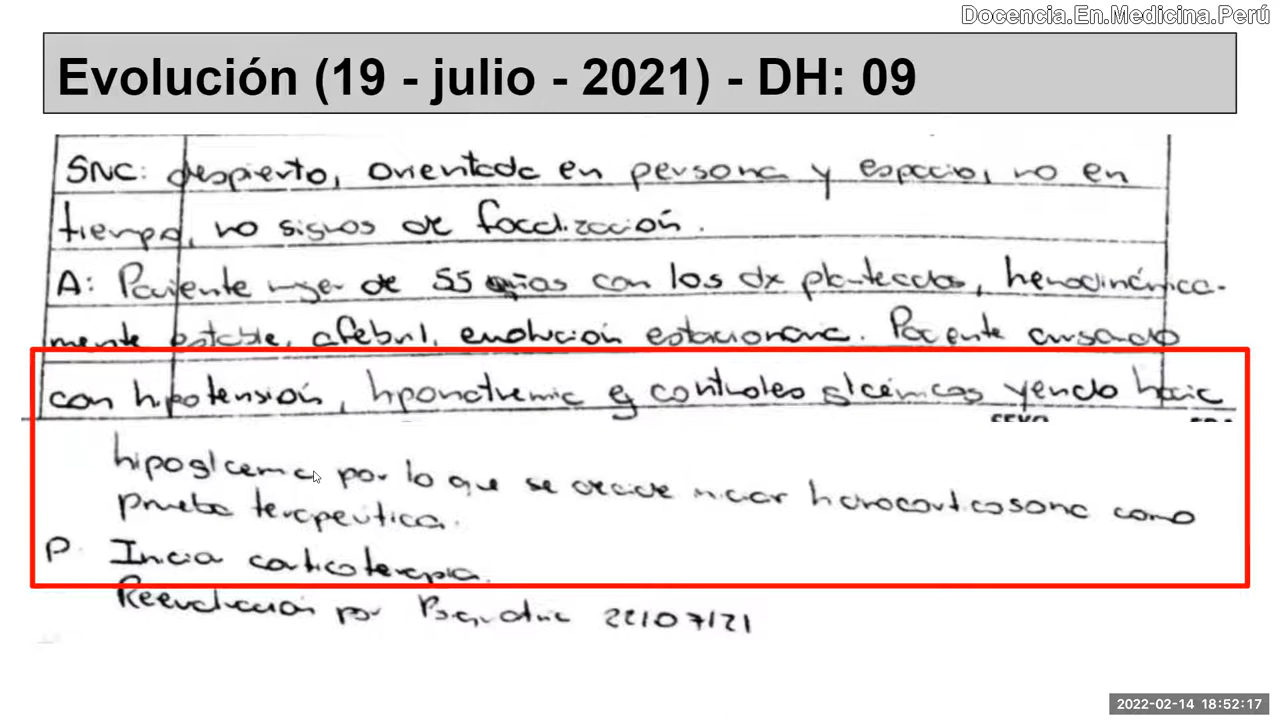 Docencia.En.Medicina.Perú
Evolución (19 - julio - 2021) - DH: 09
SNC: despierto, orientada en persona y espacio, no en
tiempo, no signos de focalización.
A: Paciente mujer de 55 años con los dx planteados, hemodinámica-
mente estable, afebril, evolución estacionaria. Paciente cursando
con hipotensión, hiponatremia y controles glicémicos yendo hacia
hipoglicemia por lo que se decide iniciar hidrocortisona como
prueba terapeútica.
P. Inicia corticoterapia.
Reevaluación por Psiquiatria 22/07/21
2022-02-14 18:52:17